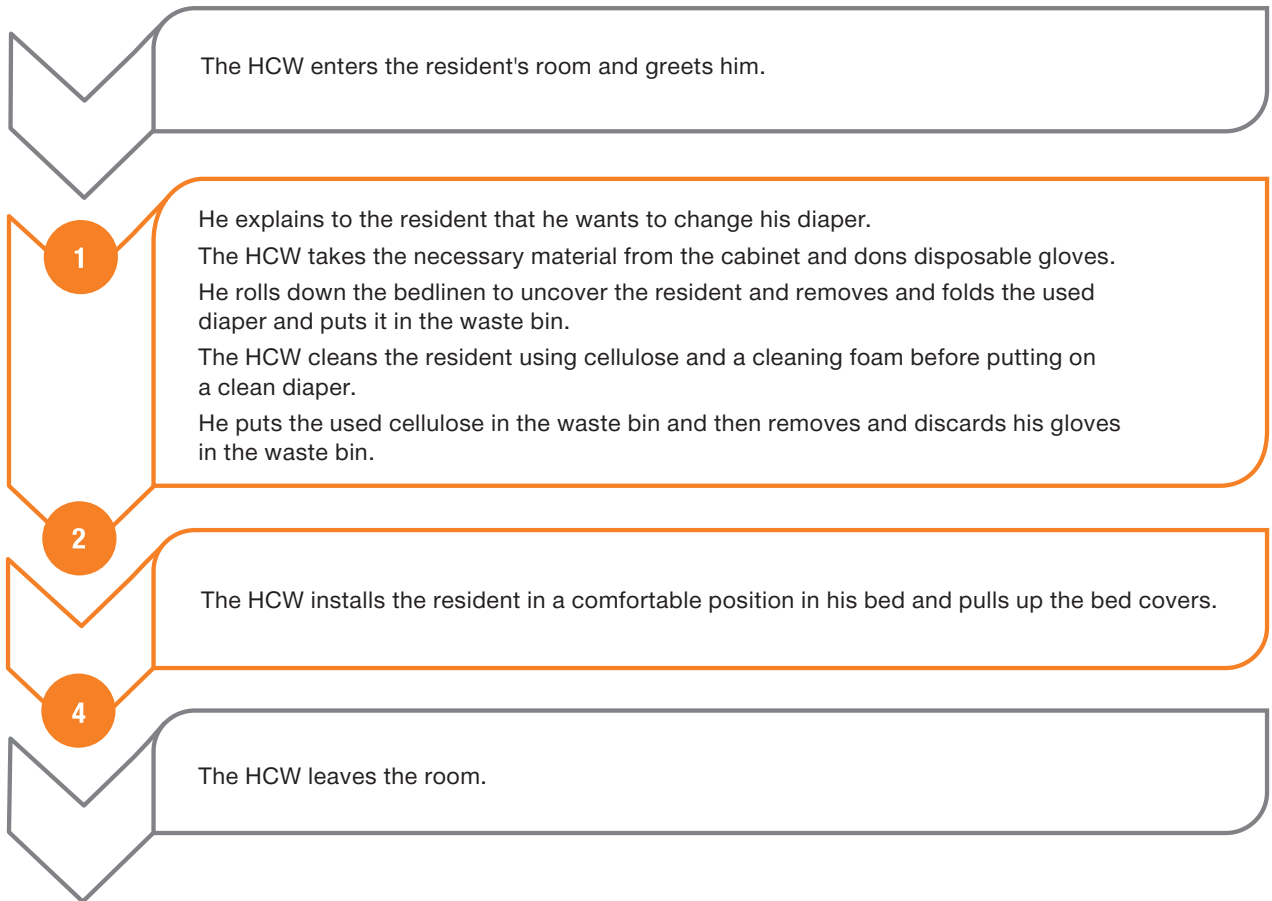 The HCW enters the resident's room and greets him.
1
He explains to the resident that he wants to change his diaper.
The HCW takes the necessary material from the cabinet and dons disposable gloves.
He rolls down the bedlinen to uncover the resident and removes and folds the used
diaper and puts it in the waste bin.
The HCW cleans the resident using cellulose and a cleaning foam before putting on
a clean diaper.
He puts the used cellulose in the waste bin and then removes and discards his gloves
in the waste bin.
2
The HCW installs the resident in a comfortable position in his bed and pulls up the bed covers.
4
The HCW leaves the room.